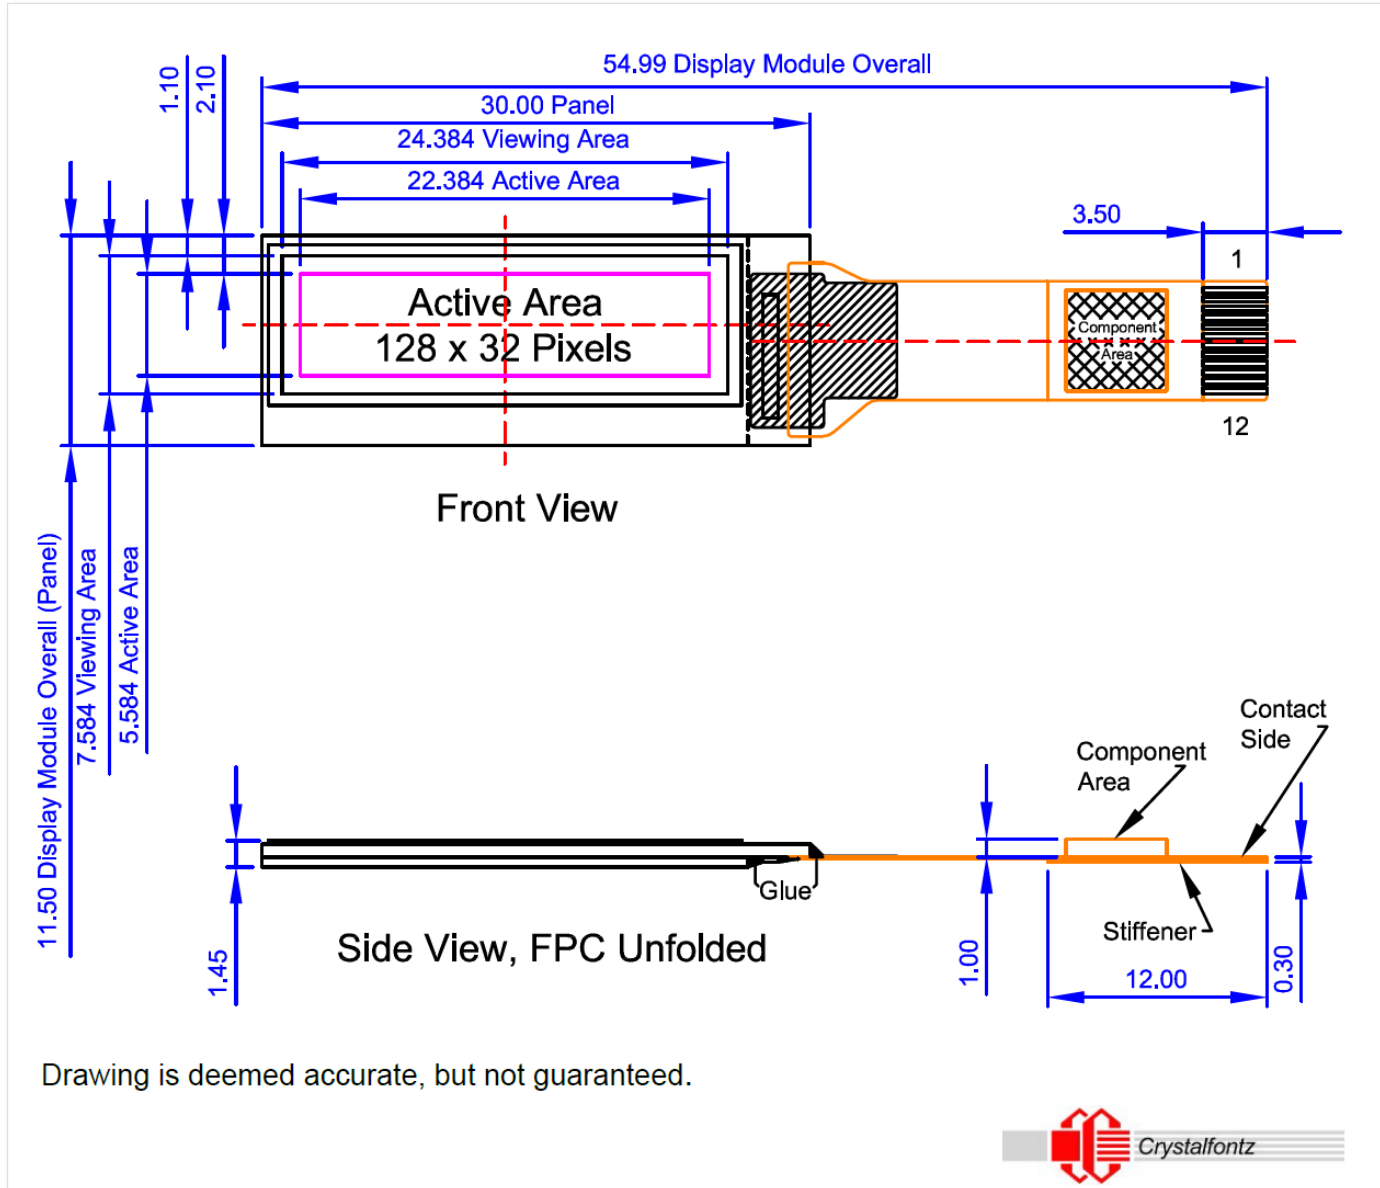 54.99 Display Module Overall
30.00 Panel
24.384 Viewing Area
22.384 Active Area
1.10
2.10
3.50
1
Active Area
128 x 32 Pixels
Component
Area
12
Front View
11.50 Display Module Overall (Panel)
7.584 Viewing Area
5.584 Active Area
Contact
Side
Component
Area
Glue
Stiffener
1.45
Side View, FPC Unfolded
1.00
12.00
0.30
Drawing is deemed accurate, but not guaranteed.
Crystalfontz